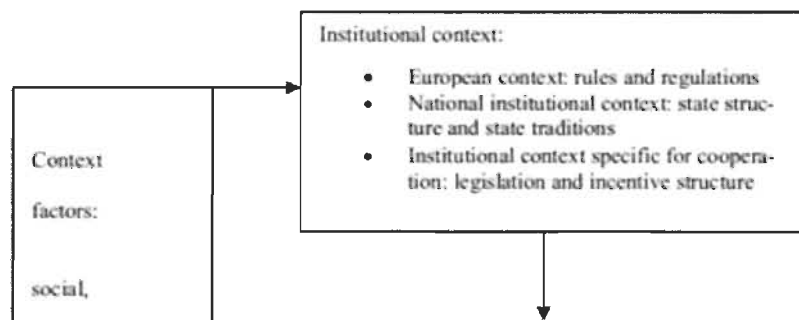 Institutional context:
• European context: rules and regulations
• National institutional context: state struc-
ture and state traditions
• Institutional context specific for coopera-
tion: legislation and incentive structure
Context
factors:
social,